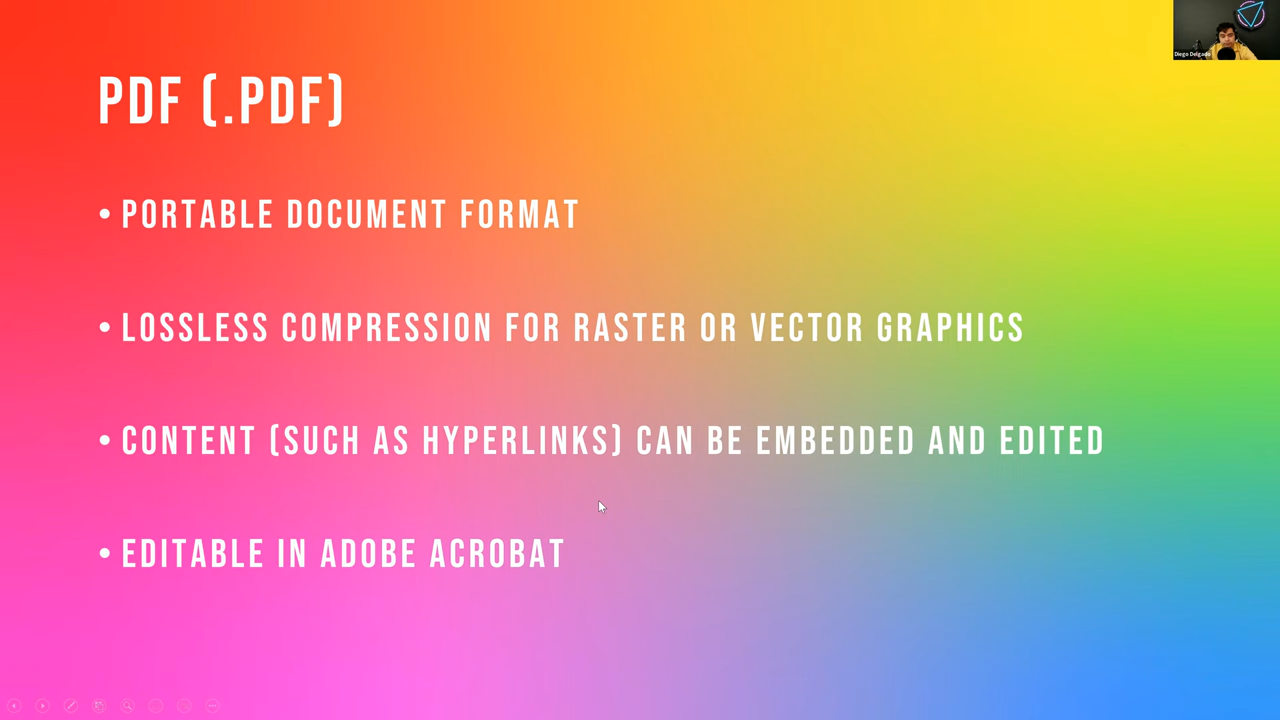 PDF (.PDF)
• PORTABLE DOCUMENT FORMAT
• LOSSLESS COMPRESSION FOR RASTER OR VECTOR GRAPHICS
• CONTENT (SUCH AS HYPERLINKS) CAN BE EMBEDDED AND EDITED
• EDITABLE IN ADOBE ACROBAT
Diego Delgado